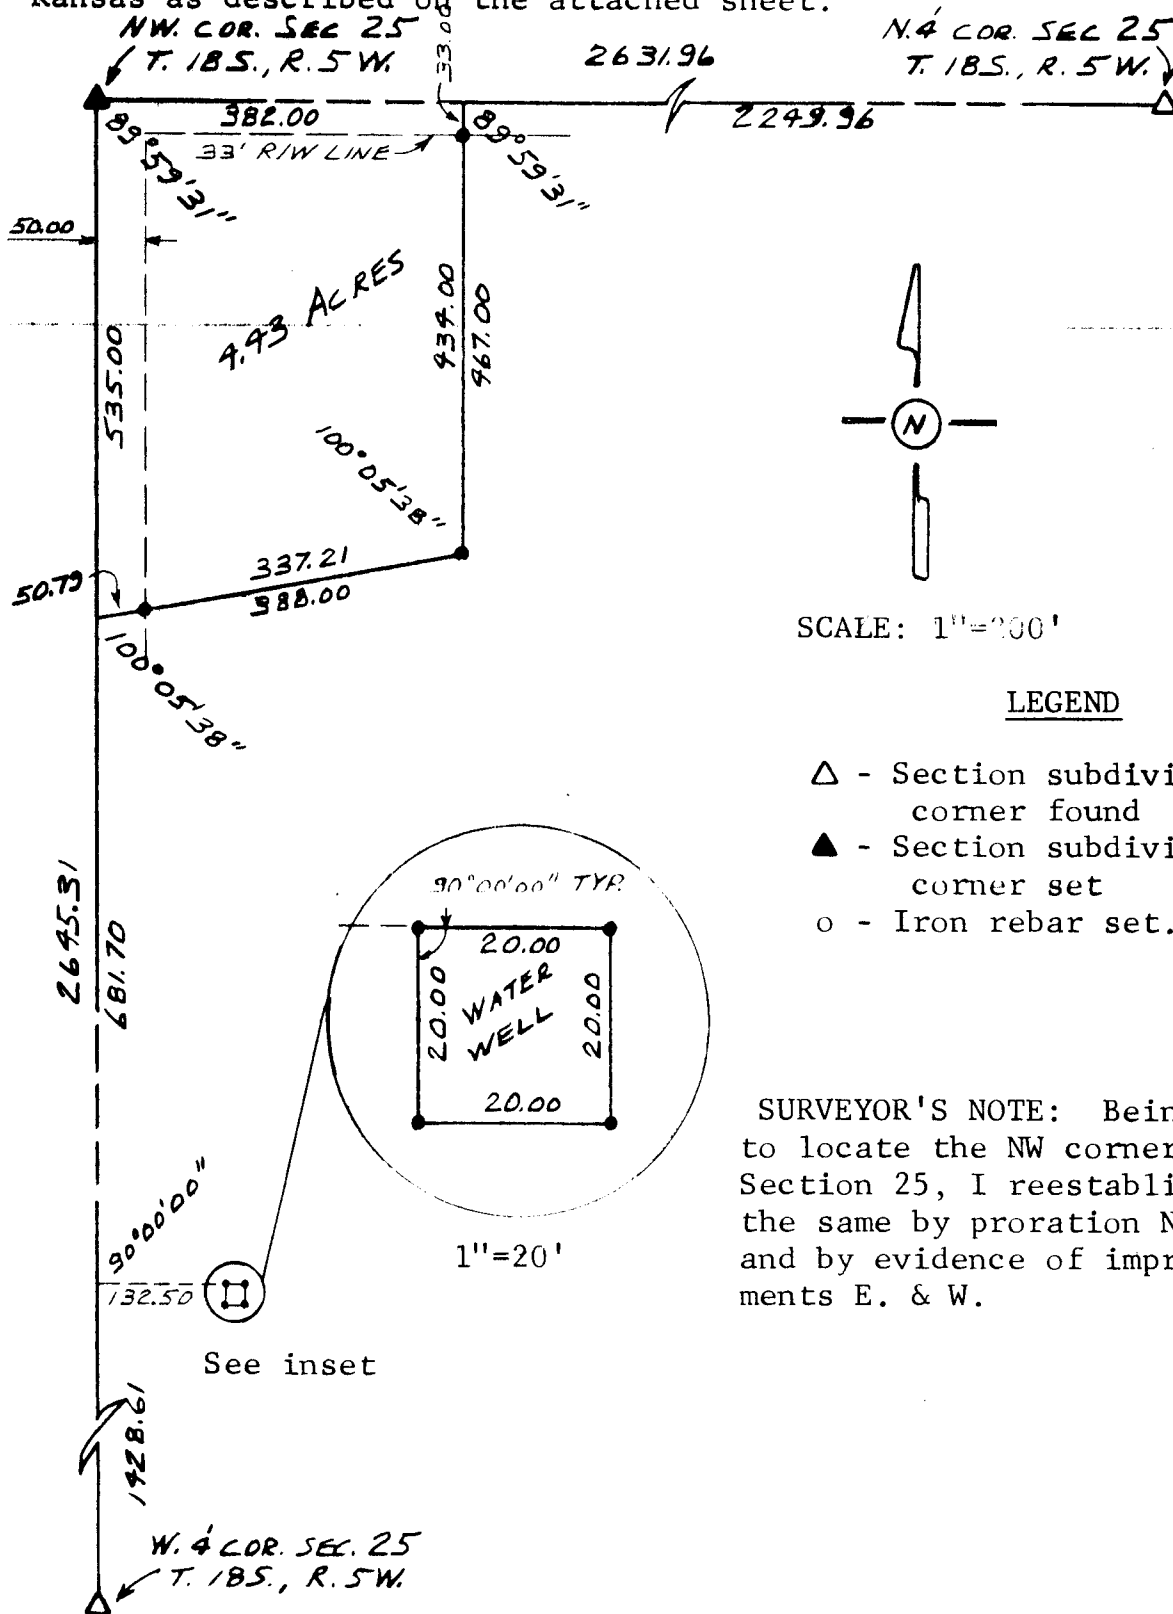 Kansas as described on the attached sheet.
NW. COR. SEC 25
T. 18S., R. 5 W.
33.00
2631.96
N.4 COR. SEC 25
T. 18S., R. 5 W.
382.00
2249.96
33' R/W LINE
89°59'31"
89°59'31"
50.00
4.43 ACRES
535.00
434.00
467.00
100°05'38"
N
337.21
388.00
50.79
100°05'38"
SCALE: 1"=200'
LEGEND
△ - Section subdivi
corner found
▲ - Section subdivi
corner set
o - Iron rebar set.
2645.31
681.70
90°00'00" TYP.
20.00
20.00
WATER
WELL
20.00
20.00
1"=20'
SURVEYOR'S NOTE: Bein
to locate the NW corner
Section 25, I reestabli
the same by proration N
and by evidence of impr
ments E. & W.
90°00'00"
132.50
See inset
1428.61
W. 4 COR. SEC. 25
T. 18S., R. 5W.